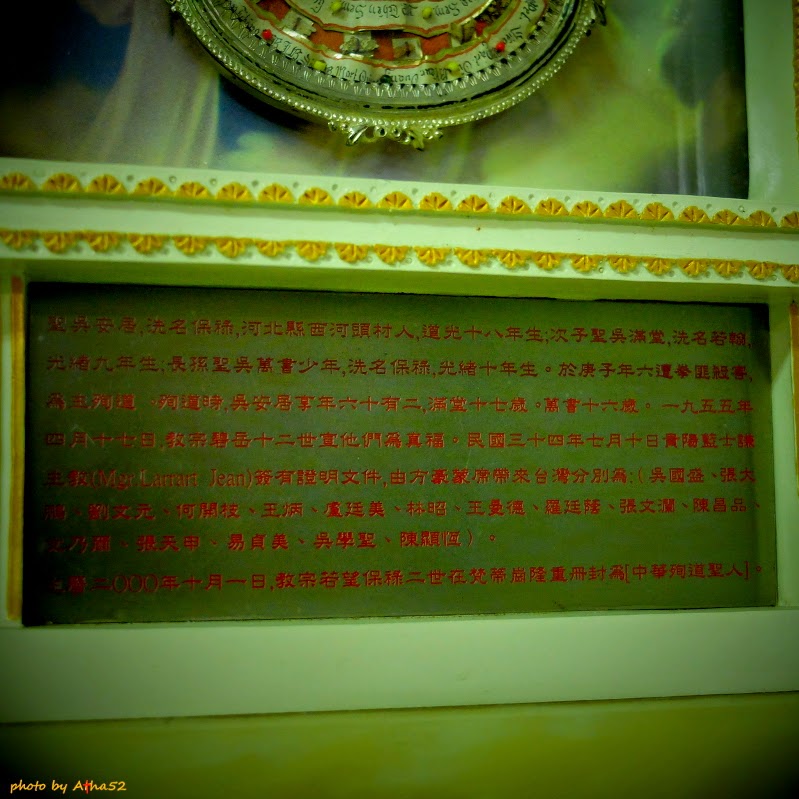 聖吳安居,洗名保祿,河北縣西河頭村人,道光十八年生;次子聖吳滿堂,洗名若翰,
光緒九年生,長孫聖吳萬書少年,洗名保祿,光緒十年生。於庚子年六遭拳匪殺害,
為主殉道。殉道時,吳安居享年六十有二,滿堂十七歲。萬書十六歲。一九五五年
四月十七日,教宗碧岳十二世宣他們為真福。民國三十四年七月十日貴陽藍士謙
主教(Mgr Larrart Jean)簽有證明文件,由方豪蒙席帶來台灣分別為:(吳國盛、張大
鵬、劉文元、何開枝、王炳、盧廷美、林昭、王曼德、羅廷蔭、張文瀾、陳昌品、
文乃爾、張天申、易貞美、吳學聖、陳顯恆)。
二000年十月一日,教宗若望保祿二世在梵蒂崗隆重冊封為[中華殉道聖人]。
photo by Atha52